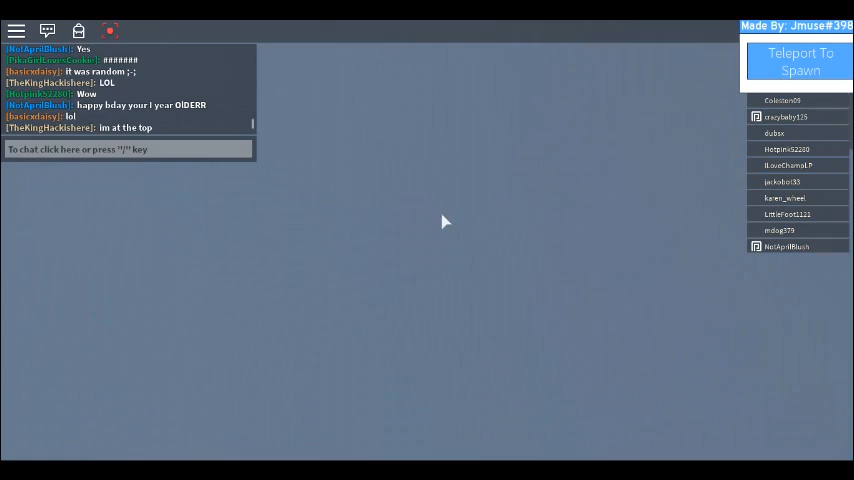 [NotAprilBlush]: Yes
[PikaGirlLovesCookie]: #######
[basicxdaisy]: it was random ;-;
[TheKingHackishere]: LOL
[Hotpink52280]: Wow
[NotAprilBlush]: happy bday your 1 year OlDERR
[basicxdaisy]: lol
[TheKingHackishere]: im at the top
To chat click here or press "/" key
Made By: Jmuse#398
Teleport To
Spawn
Coleston09
crazybaby125
dubsx
Hotpink52280
ILoveChampLP
jackobot33
karen_wheel
LittleFoot1121
mdog379
NotAprilBlush